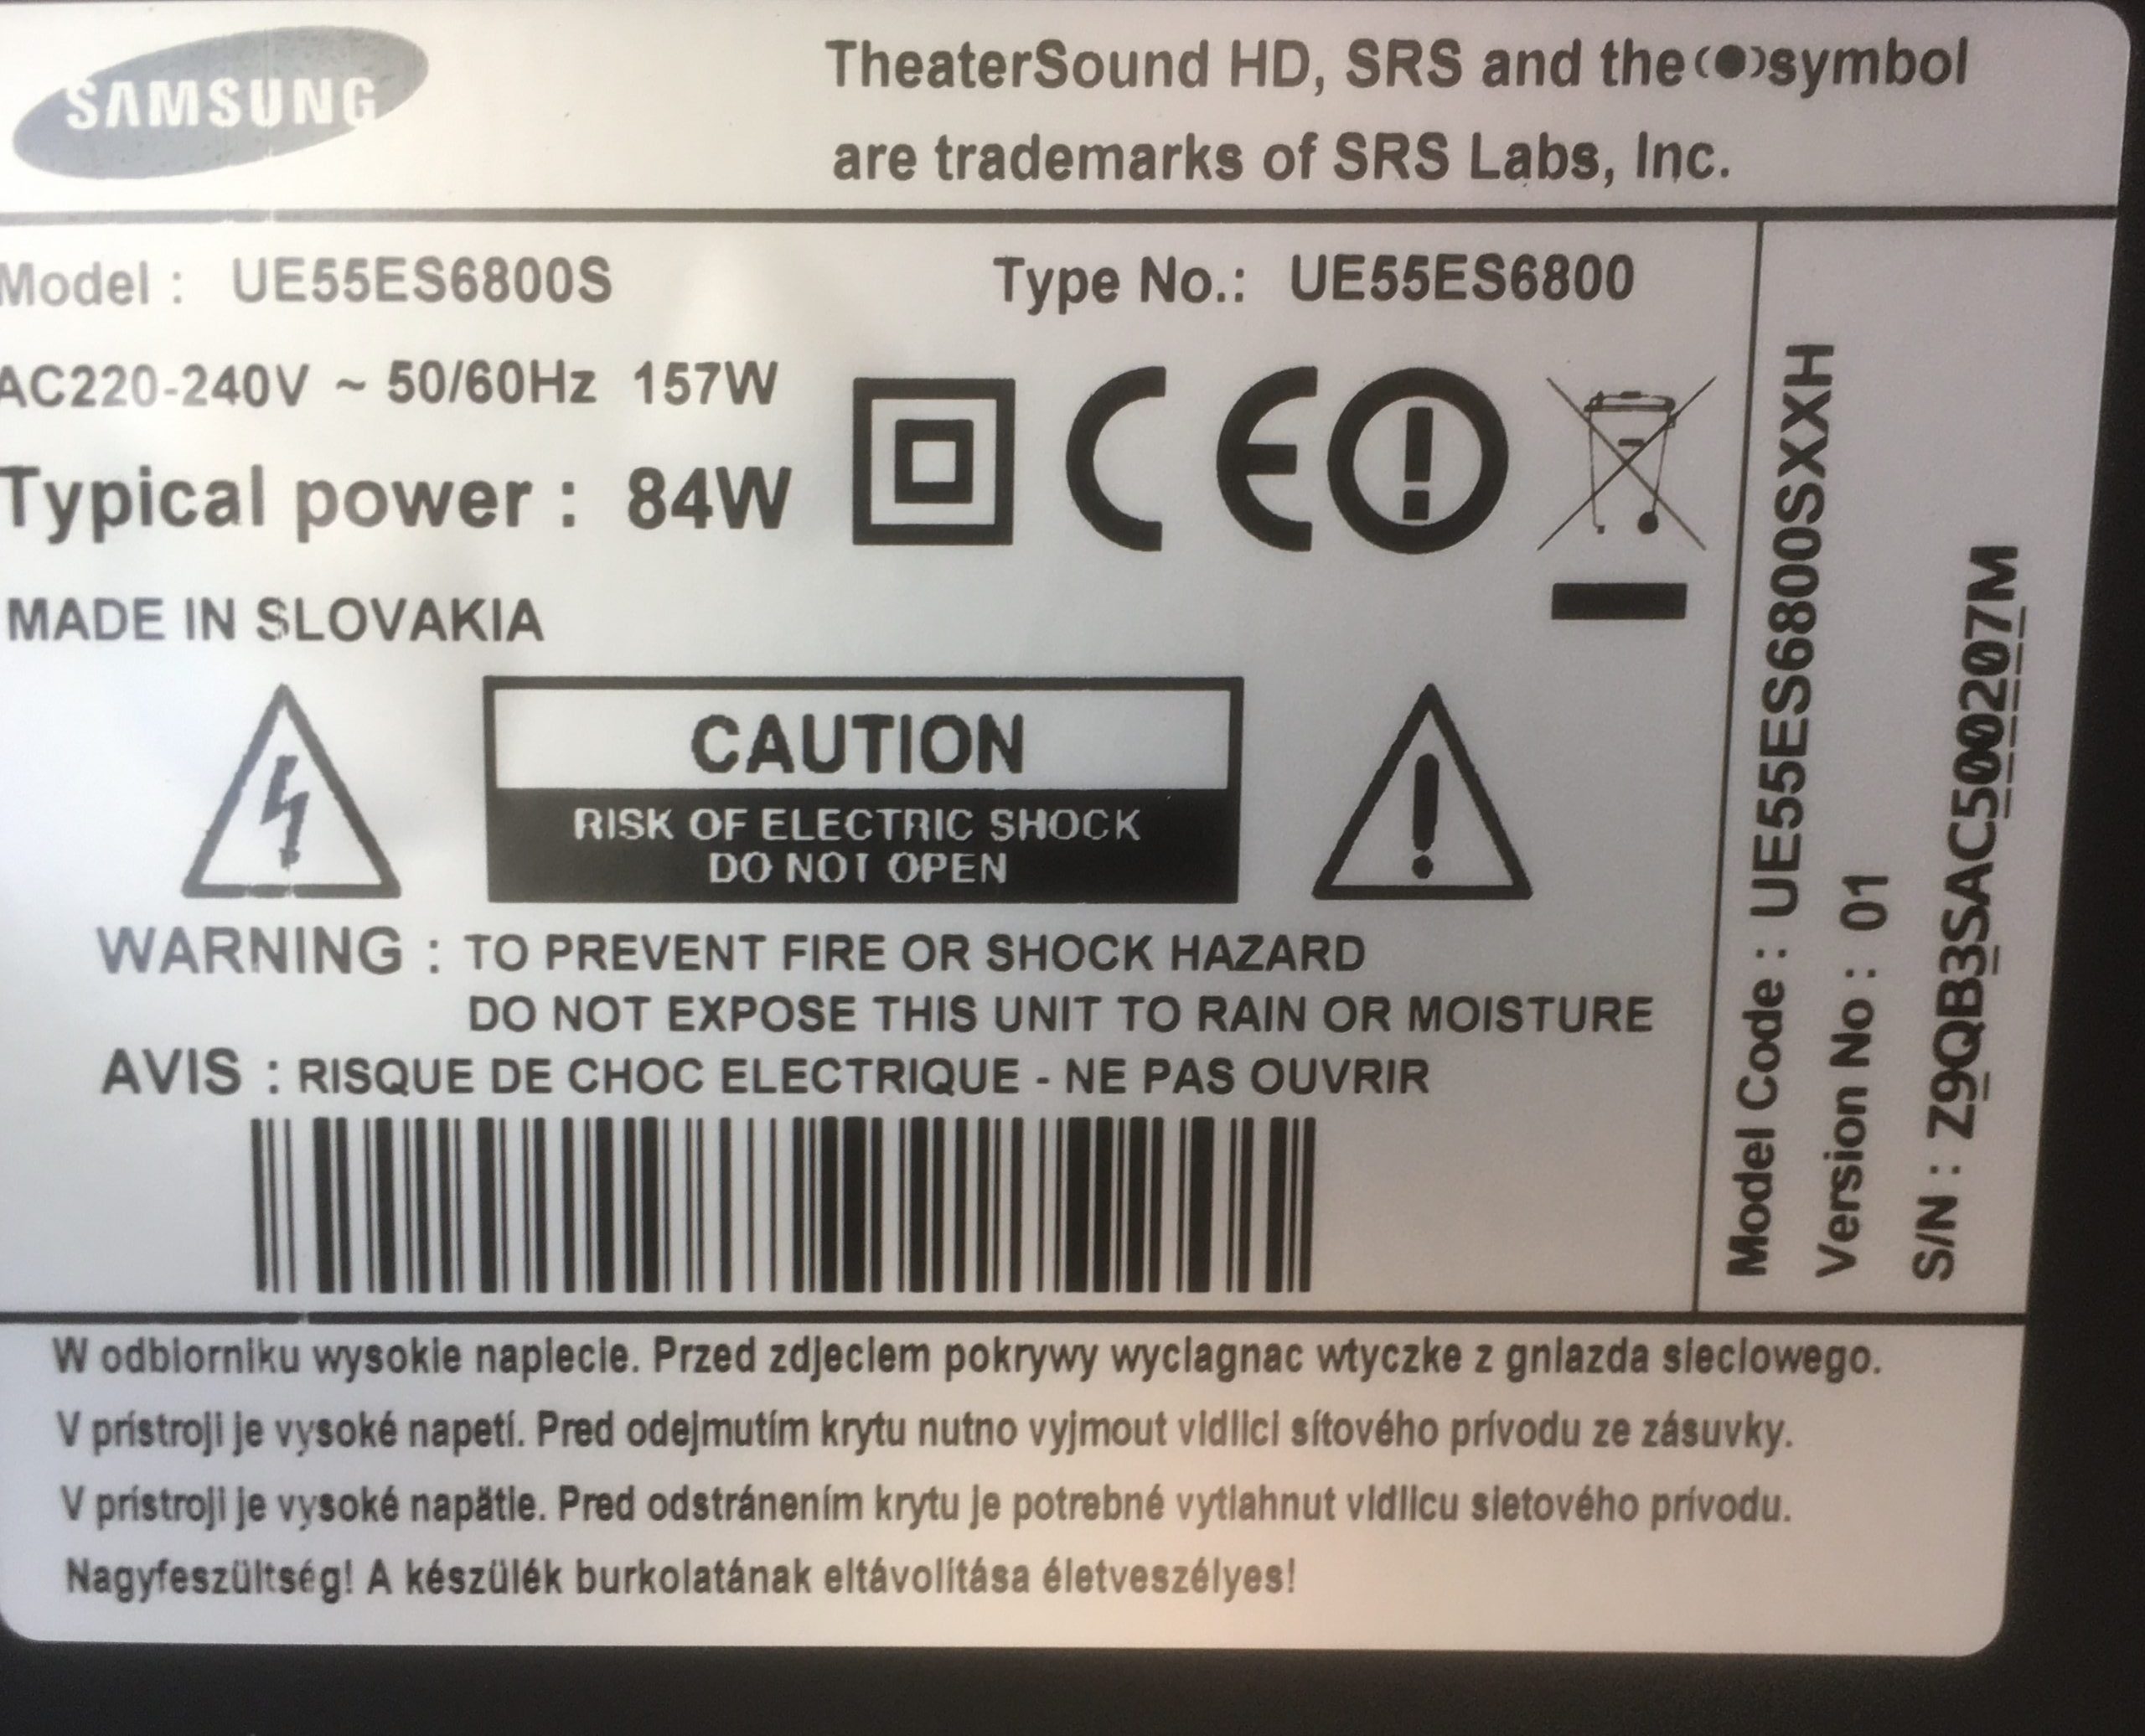 SAMSUNG
TheaterSound HD, SRS and the symbol
are trademarks of SRS Labs, Inc.
Model : UE55ES6800S
Type No.: UE55ES6800
AC220-240V ~ 50/60Hz 157W
Typical power : 84W
CE
MADE IN SLOVAKIA
CAUTION
RISK OF ELECTRIC SHOCK
DO NOT OPEN
WARNING : TO PREVENT FIRE OR SHOCK HAZARD
DO NOT EXPOSE THIS UNIT TO RAIN OR MOISTURE
AVIS : RISQUE DE CHOC ELECTRIQUE - NE PAS OUVRIR
Model Code : UE55ES6800SXXH
Version No : 01
S/N : Z9QB3SAC500207M
W odbiorniku wysokie napiecie. Przed zdjeciem pokrywy wyciagnac wtyczke z gniazda sieciowego.
V prístroji je vysoké napetí. Pred odejmutím krytu nutno vyjmout vidlici sítového prívodu ze zásuvky.
V prístroji je vysoké napätie. Pred odstránením krytu je potrebné vytiahnut vidlicu sietového prívodu.
Nagyfeszültség! A készülék burkolatának eltávolítása életveszélyes!